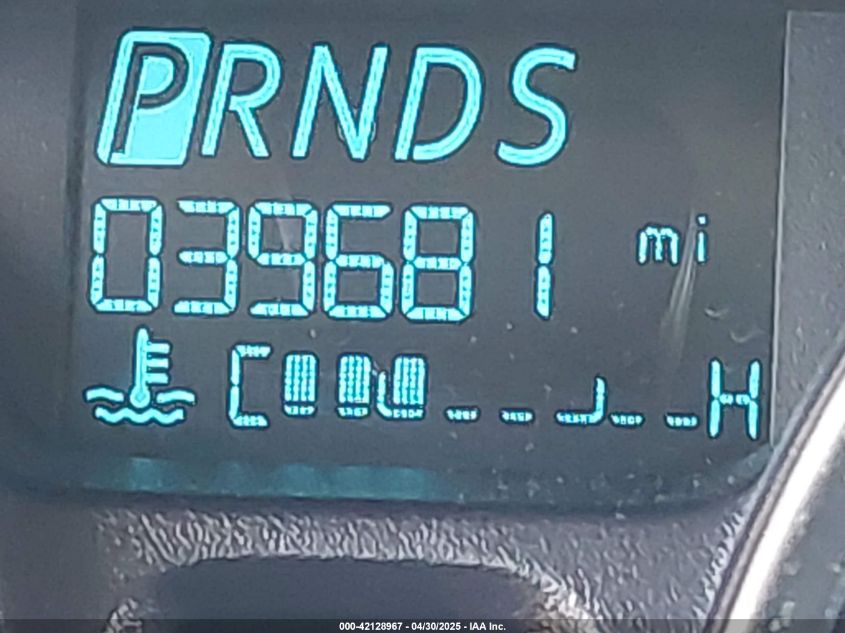 PRNDS
039681 mi
C H
000-42128967 - 04/30/2025 - IAA Inc.